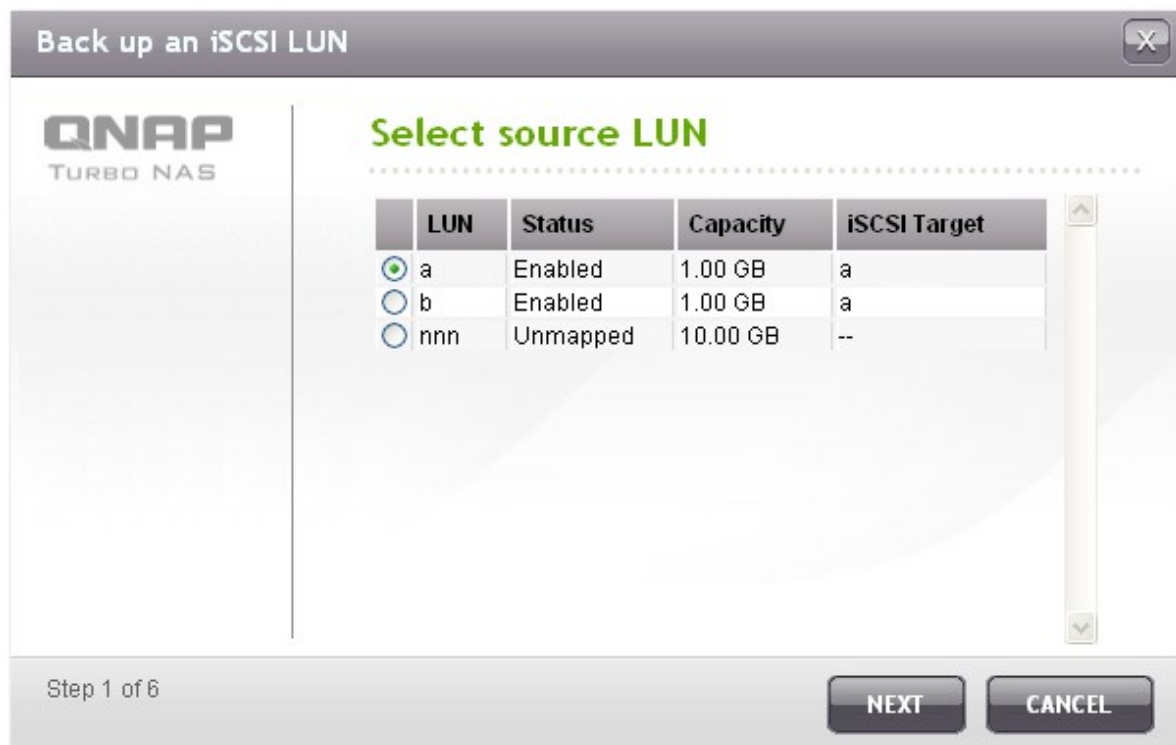 Back up an iSCSI LUN
X
QNAP
TURBO NAS
Select source LUN
LUN Status Capacity iSCSI Target
a Enabled 1.00 GB a
b Enabled 1.00 GB a
nnn Unmapped 10.00 GB --
Step 1 of 6
NEXT CANCEL